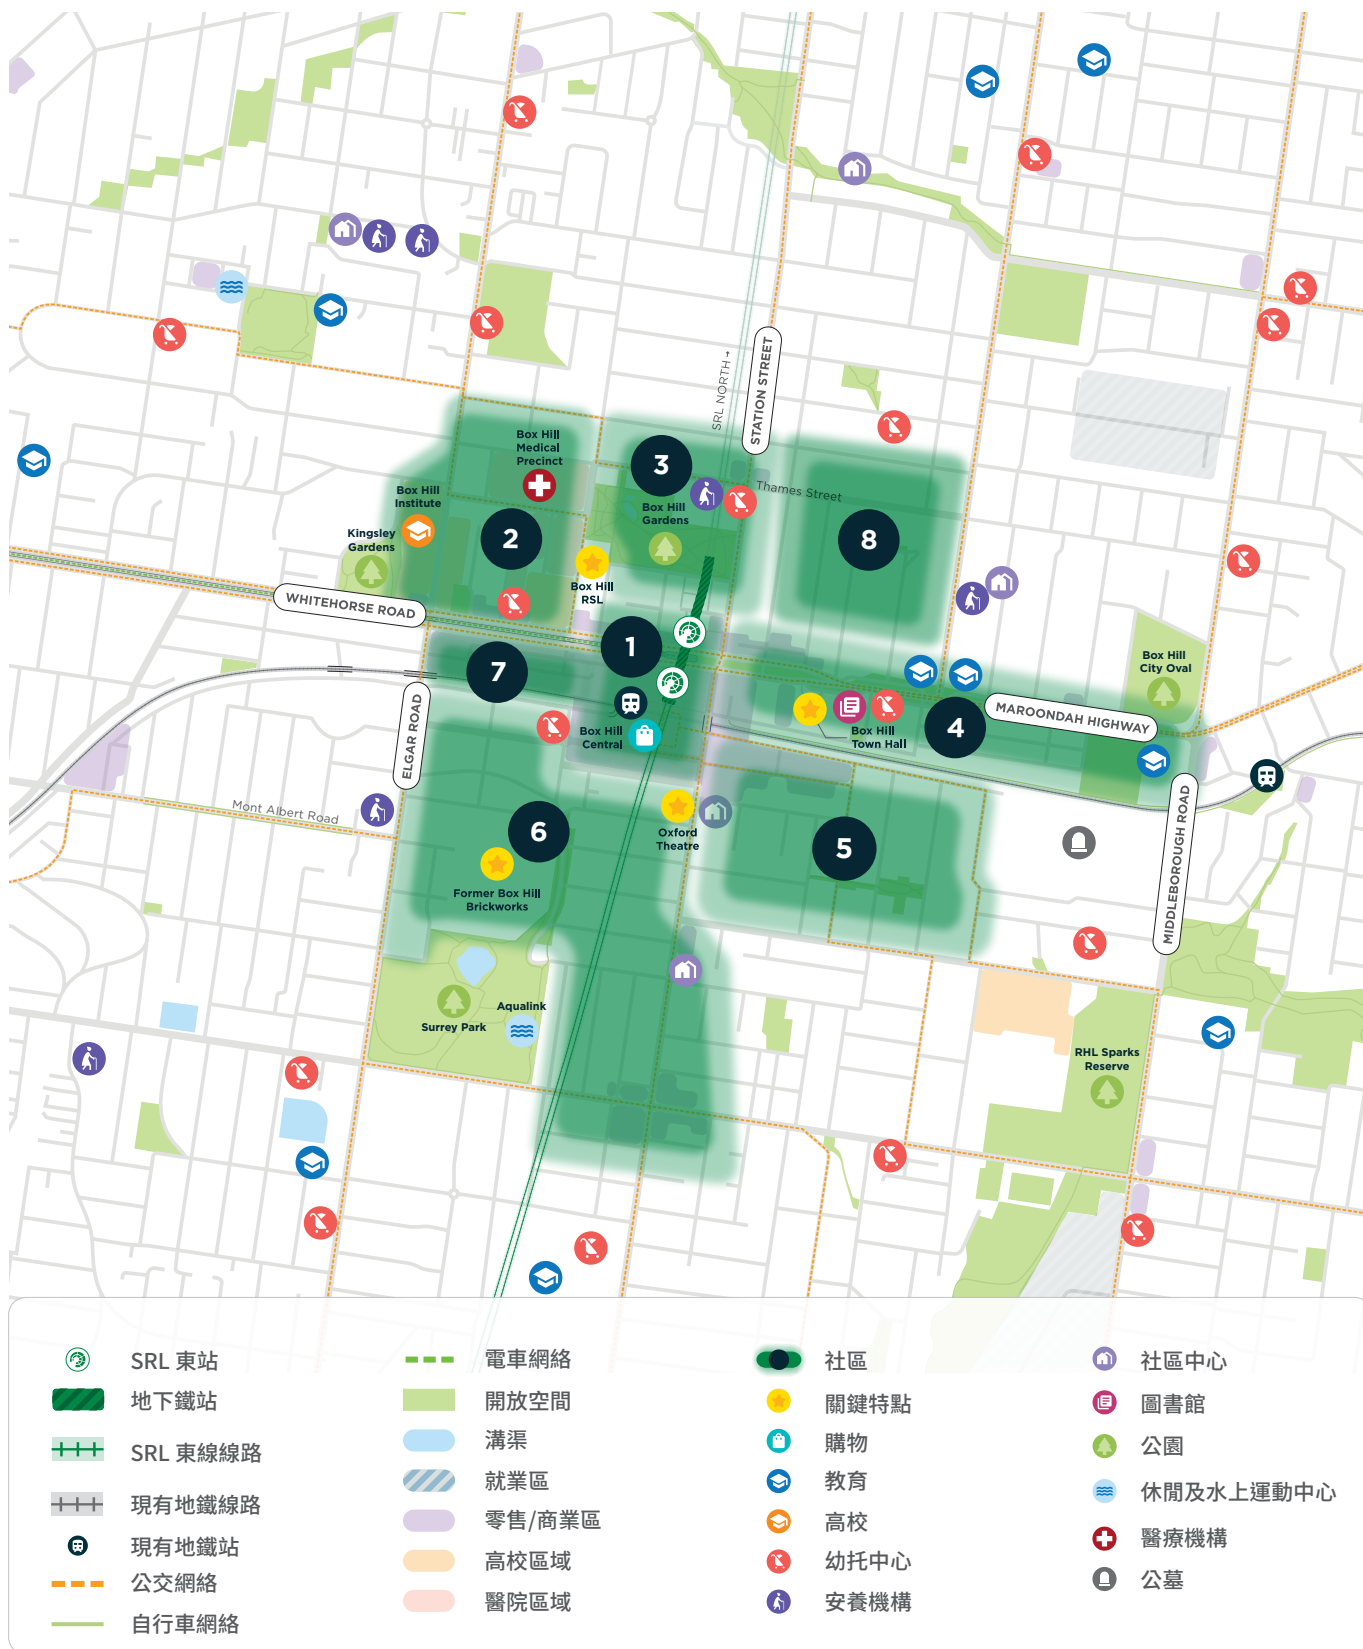 SRL NORTH →
STATION STREET
Box Hill
Medical
Precinct
3
Thames Street
Box Hill
Institute
Box Hill
Gardens
Kingsley
Gardens
2
8
Box Hill
RSL
WHITEHORSE ROAD
1
7
Box Hill
City Oval
ELGAR ROAD
MAROONDAH HIGHWAY
4
Box Hill
Town Hall
Box Hill
Central
Mont Albert Road
6
Oxford
Theatre
5
MIDDLEBOROUGH ROAD
Former Box Hill
Brickworks
Surrey Park
Aqualink
RHL Sparks
Reserve
SRL 東站
地下鐵站
SRL 東線線路
現有地鐵線路
現有地鐵站
公交網絡
自行車網絡
電車網絡
開放空間
溝渠
就業區
零售/商業區
高校區域
醫院區域
社區
關鍵特點
購物
教育
高校
幼托中心
安養機構
社區中心
圖書館
公園
休閒及水上運動中心
醫療機構
公墓